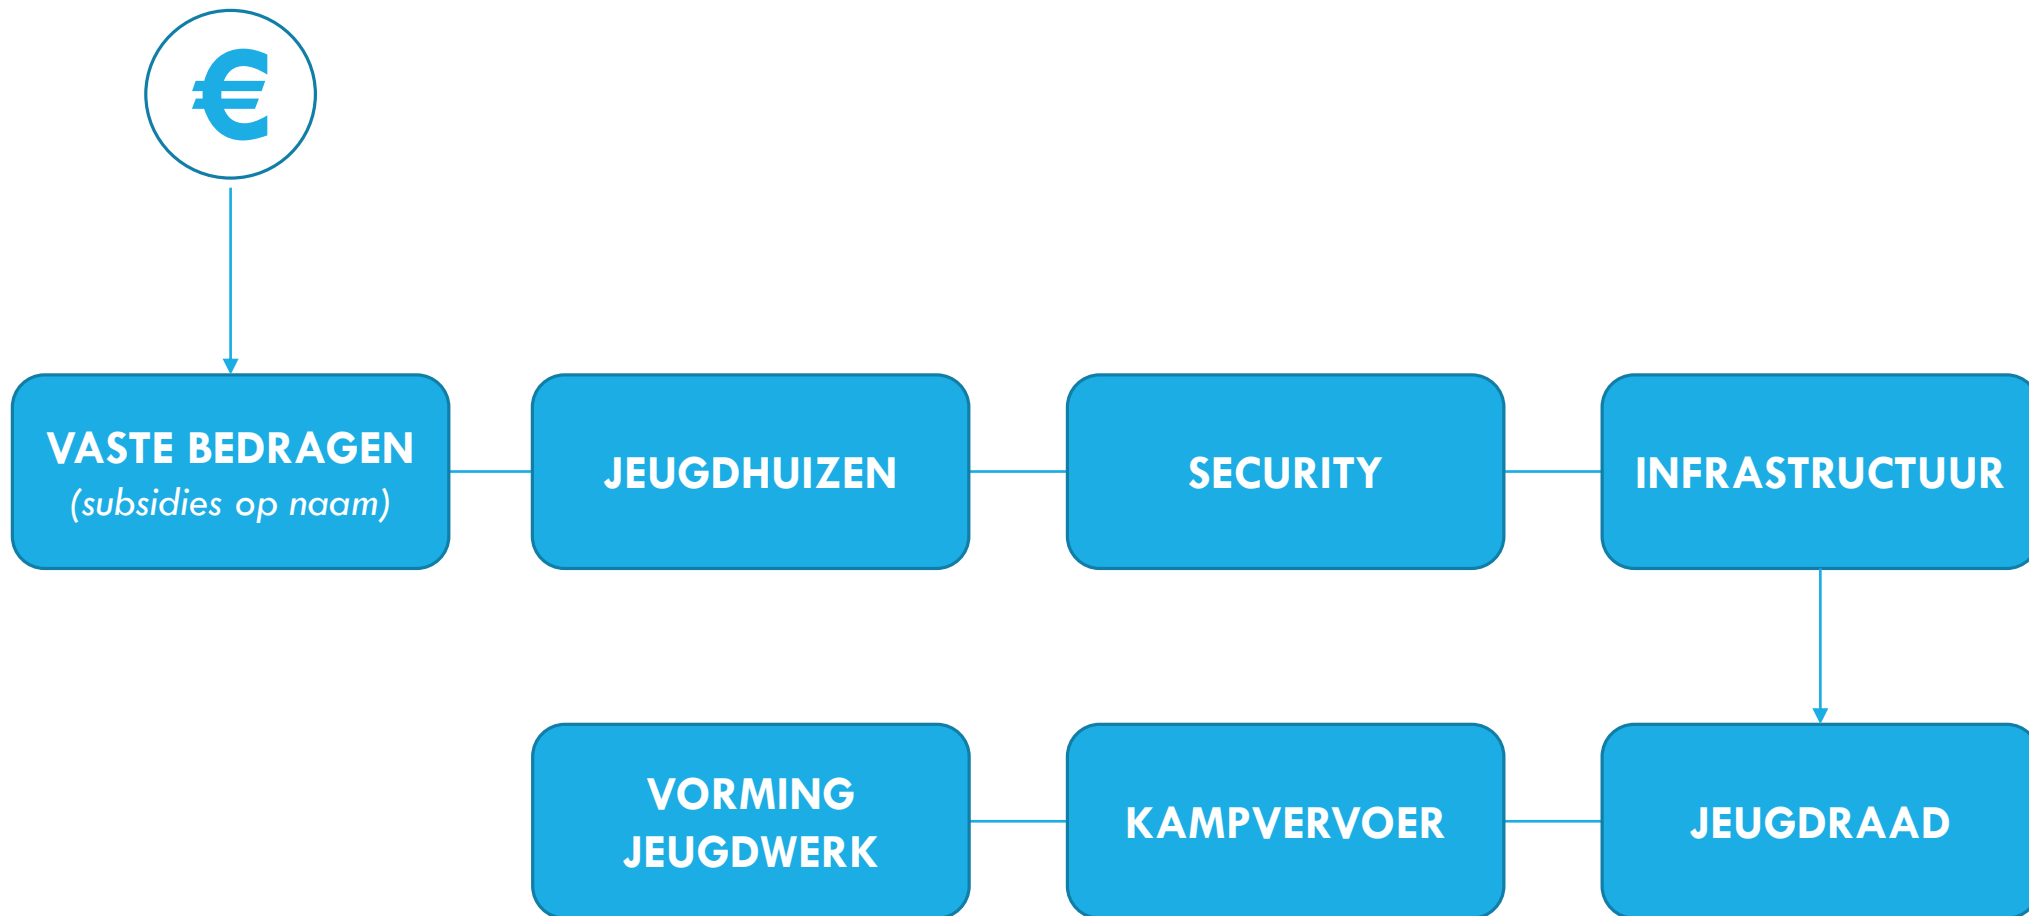 €
VASTE BEDRAGEN
(subsidies op naam)
JEUGDHUIZEN
SECURITY
INFRASTRUCTUUR
VORMING
JEUGDWERK
KAMPVERVOER
JEUGDRAAD